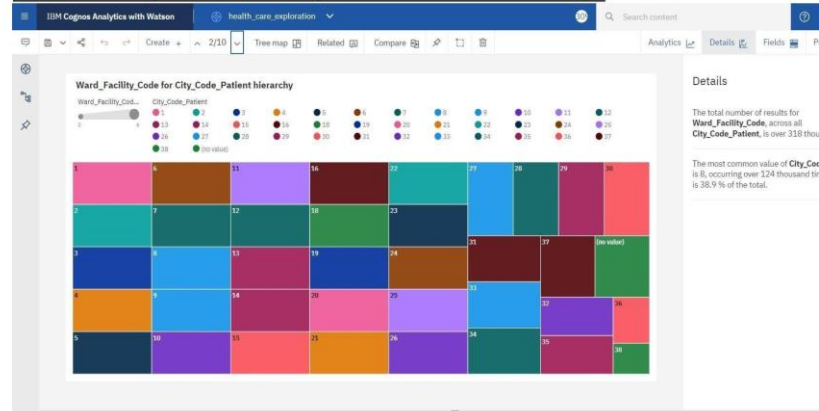 IBM Cognos Analytics with Watson health_care_exploration Search content
Create + 2/10 Tree map Related Compare Analytics Details Fields
Ward_Facility_Code for City_Code_Patient hierarchy
Ward_Facility_Cod... City_Code_Patient
1 2 3 4 5 6 7 8 9 10 11 12
13 14 15 16 18 19 20 21 22 23 24 25
26 27 28 29 30 31 32 33 34 35 36 37
38 (no value)
1 6 11 16 22 27 28 29 30
2 7 12 18 23
3 8 13 19 24 31 37 (no value)
4 9 14 20 25 33 32 36
5 10 15 21 26 34 35 38
Details
The total number of results for
Ward_Facility_Code, across all
City_Code_Patient, is over 318 thou
The most common value of City_Cod
is 8, occurring over 124 thousand tim
is 38.9 % of the total.